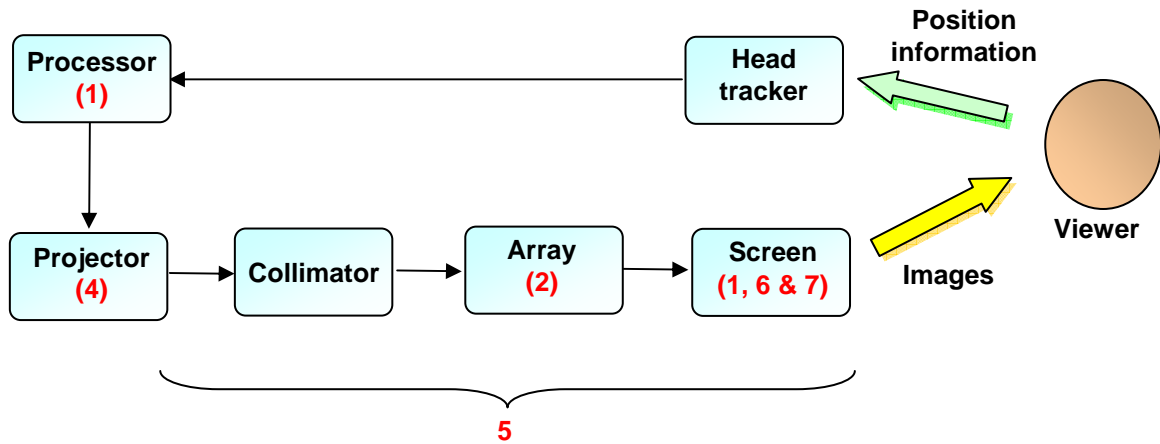 Processor
(1)
Head
tracker
Position
information
Viewer
Projector
(4)
Collimator
Array
(2)
Screen
(1, 6 & 7)
Images
5